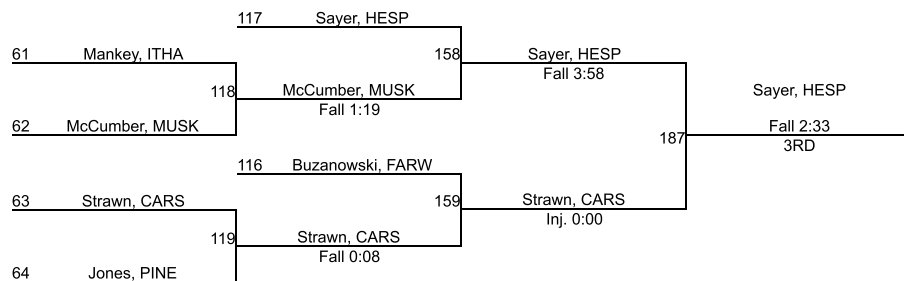 117 Sayer, HESP
61 Mankey, ITHA
158 Sayer, HESP
Fall 3:58
118 McCumber, MUSK
Fall 1:19
Sayer, HESP
62 McCumber, MUSK
187 Fall 2:33
3RD
116 Buzanowski, FARW
63 Strawn, CARS
159 Strawn, CARS
Inj. 0:00
119 Strawn, CARS
Fall 0:08
64 Jones, PINE